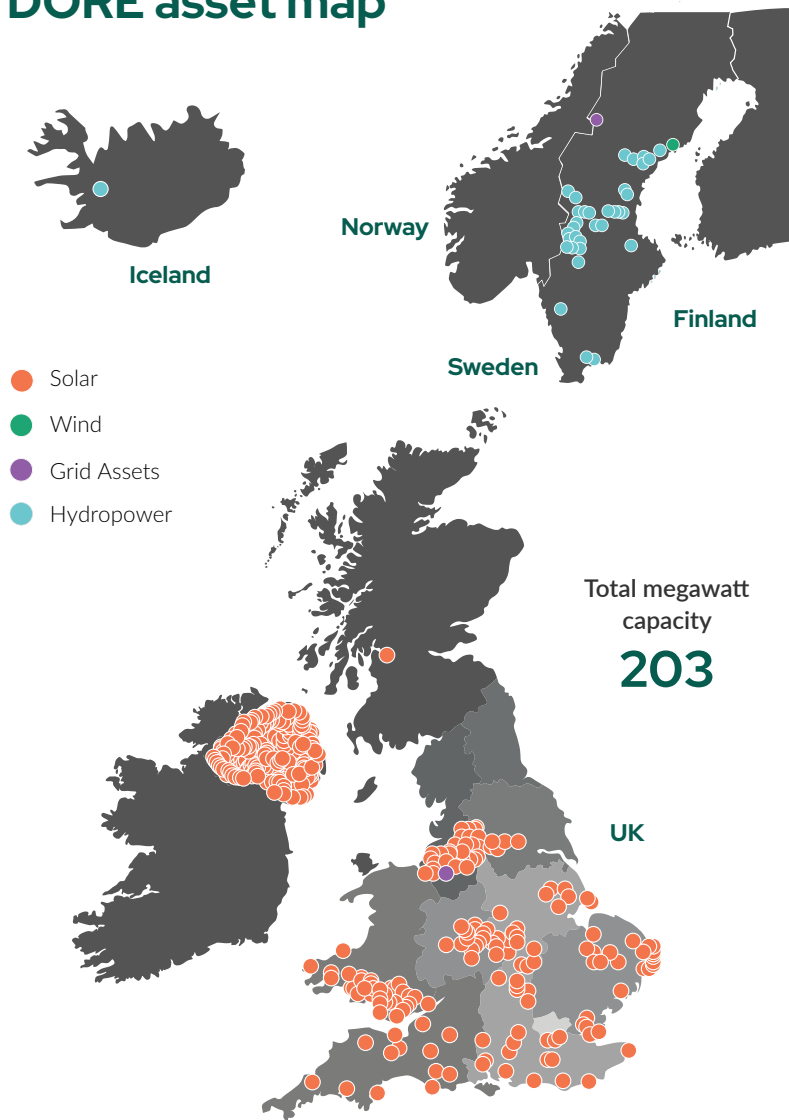 DORE asset map
Norway
Iceland
Finland
Sweden
Solar
Wind
Grid Assets
Hydropower
Total megawatt
capacity
203
UK